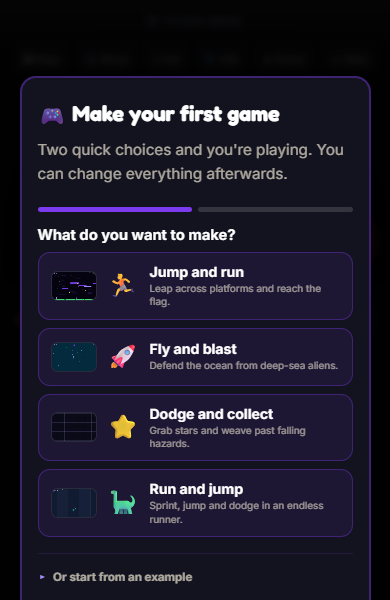 Make your first game
Two quick choices and you're playing. You
can change everything afterwards.
What do you want to make?
Jump and run
Leap across platforms and reach the
flag.
Fly and blast
Defend the ocean from deep-sea aliens.
Dodge and collect
Grab stars and weave past falling
hazards.
Run and jump
Sprint, jump and dodge in an endless
runner.
Or start from an example